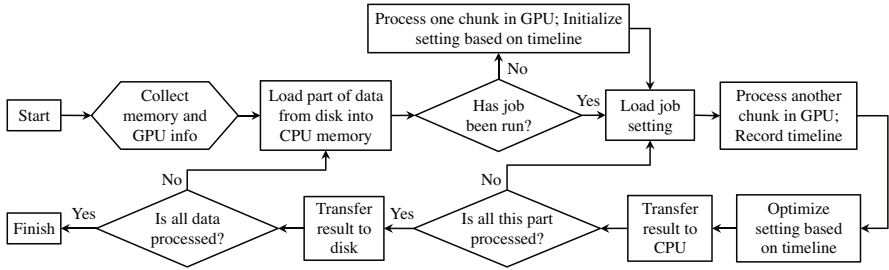 Process one chunk in GPU; Initialize
setting based on timeline
No
Start
Collect
memory and
GPU info
Load part of data
from disk into
CPU memory
Has job
been run?
Yes
Load job
setting
Process another
chunk in GPU;
Record timeline
No
No
Finish
Yes
Is all data
processed?
Transfer
result to
disk
Yes
Is all this part
processed?
Transfer
result to
CPU
Optimize
setting based
on timeline